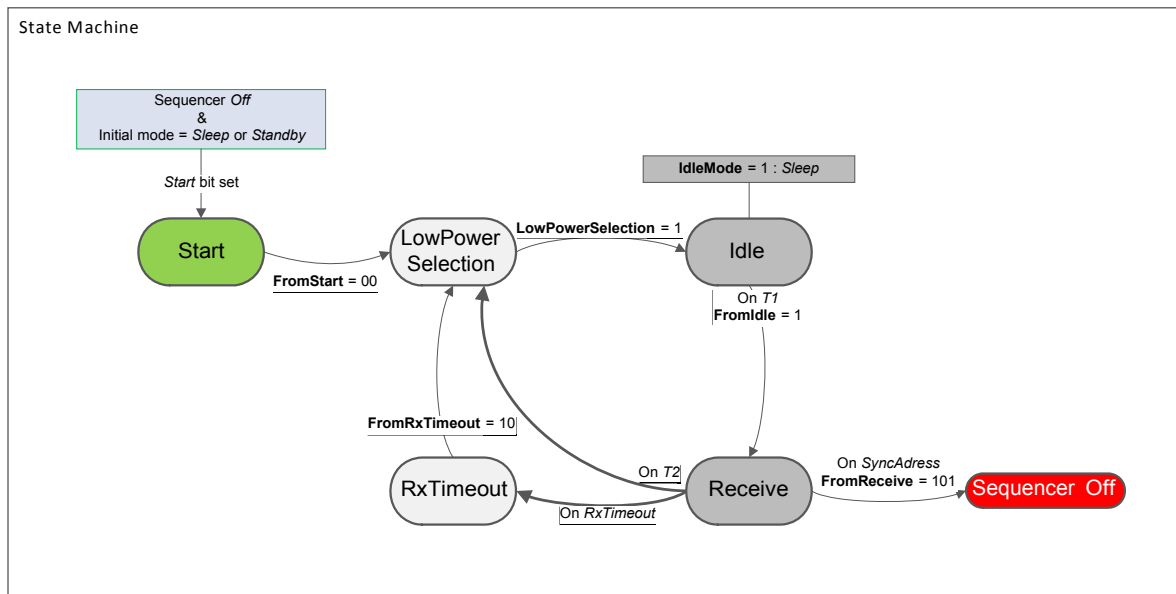 State Machine
Sequencer Off
&
Initial mode = Sleep or Standby
Start bit set
IdleMode = 1 : Sleep
Start
LowPower
Selection
LowPowerSelection = 1
Idle
FromStart = 00
On T1
FromIdle = 1
FromRxTimeout = 10
On T2
RxTimeout
On RxTimeout
Receive
On SyncAdress
FromReceive = 101
Sequencer Off